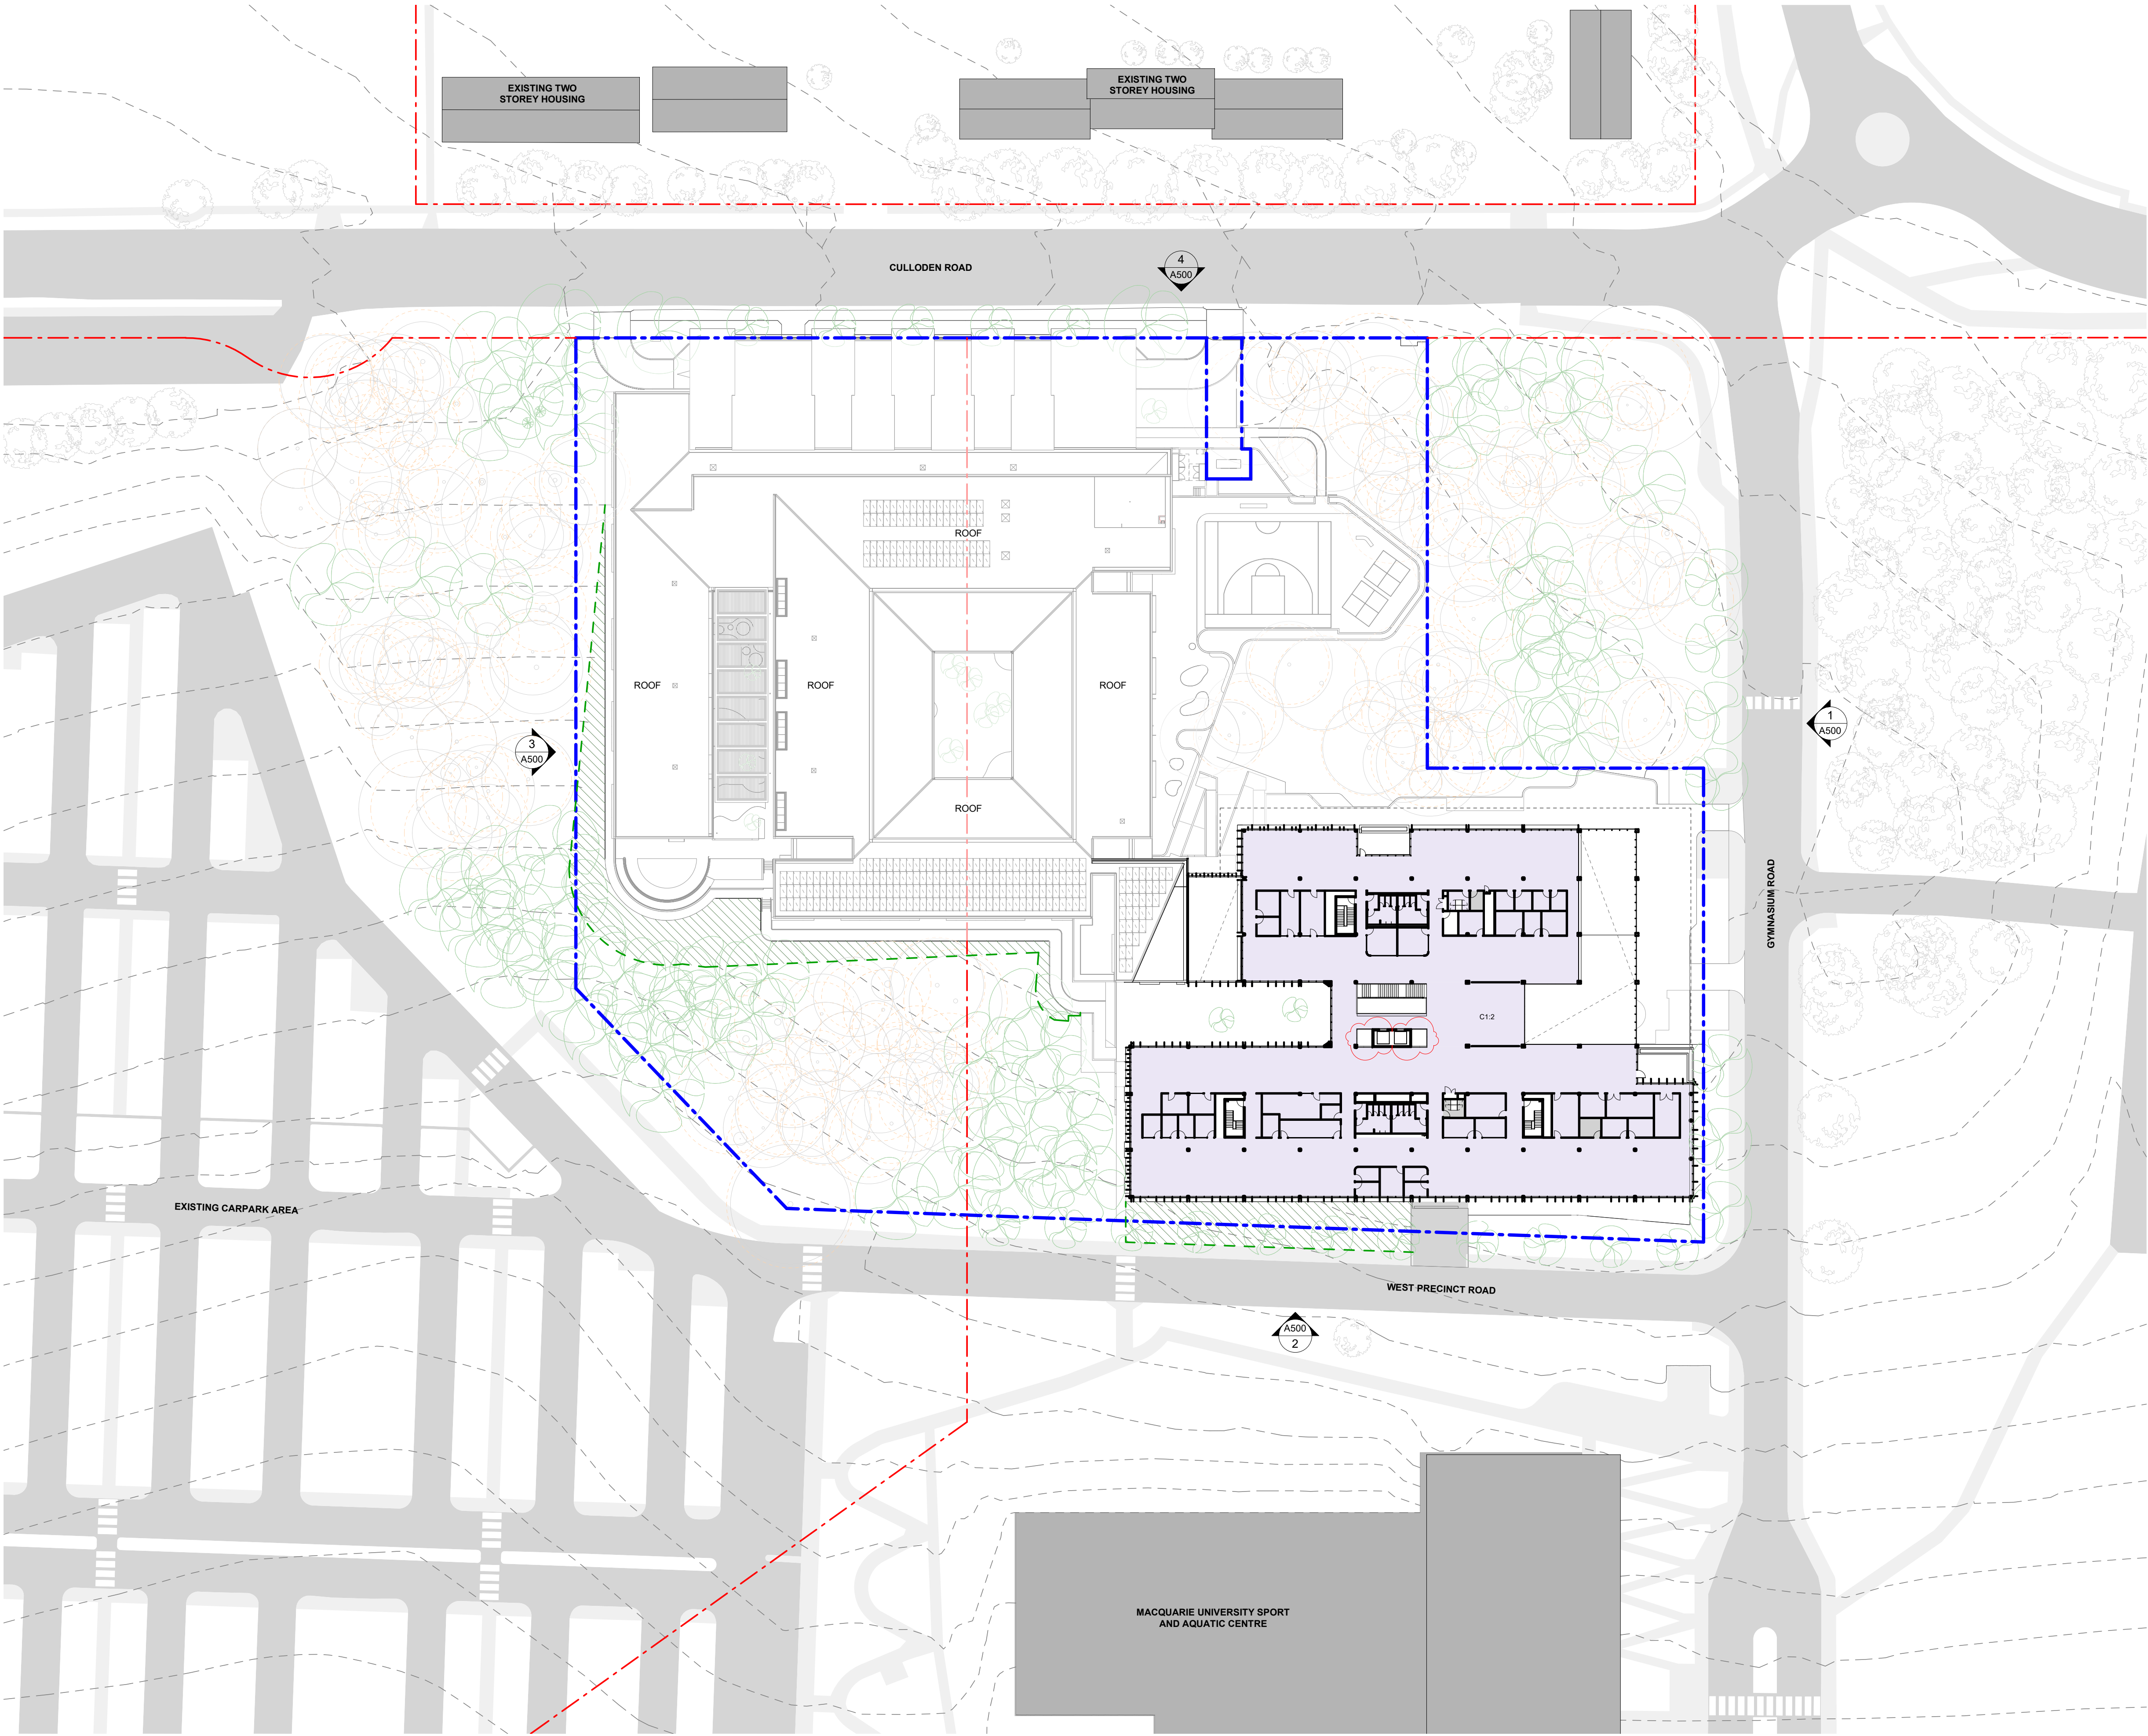 EXISTING TWO
STOREY HOUSING
EXISTING TWO
STOREY HOUSING
CULLODEN ROAD
4
A500
ROOF
ROOF
ROOF
ROOF
ROOF
3
A500
1
A500
GYMNASIUM ROAD
C1:2
EXISTING CARPARK AREA
WEST PRECINCT ROAD
A500
2
MACQUARIE UNIVERSITY SPORT
AND AQUATIC CENTRE